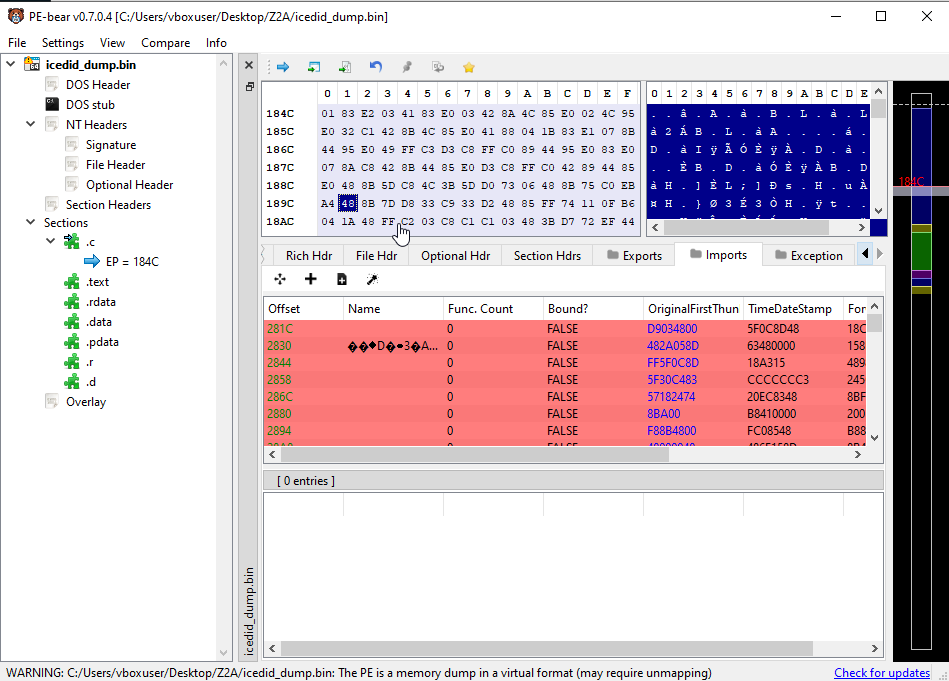 PE-bear v0.7.0.4 [C:/Users/vboxuser/Desktop/Z2A/icedid_dump.bin]
File Settings View Compare Info
icedid_dump.bin
DOS Header
DOS stub
NT Headers
Signature
File Header
Optional Header
Section Headers
Sections
.c
EP = 184C
.text
.rdata
.data
.pdata
.r
.d
Overlay
icedid_dump.bin
0 1 2 3 4 5 6 7 8 9 A B C D E F
184C 01 83 E2 03 41 83 E0 03 42 8A 4C 85 E0 02 4C 95
185C E0 32 C1 42 8B 4C 85 E0 41 88 04 1B 83 E1 07 8B
186C 44 95 E0 49 FF C3 D3 C8 FF C0 89 44 95 E0 83 E0
187C 07 8A C8 42 8B 44 85 E0 D3 C8 FF C0 42 89 44 85
188C E0 48 8B 5D C8 4C 3B 5D D0 73 06 48 8B 75 C0 EB
189C A4 48 8B 7D D8 33 C9 33 D2 48 85 FF 74 11 0F B6
18AC 04 1A 48 FF C2 03 C8 C1 C1 03 48 3B D7 72 EF 44
0 1 2 3 4 5 6 7 8 9 A B C D E
. . â . A . à . B . L . à . L
à 2 Á B . L . à A . . . . á .
D . à I ÿ Ã Ó È ÿ À . D . à .
. . È B . D . à Ó È ÿ À B . D
à H . ] È L ; ] Ð s . H . u À
¤ H . } Ø 3 É 3 Ò H . ÿ t . .
184C
Rich Hdr File Hdr Optional Hdr Section Hdrs Exports Imports Exception
Offset Name Func. Count Bound? OriginalFirstThun TimeDateStamp For
281C 0 FALSE D9034800 5F0C8D48 18C
2830 ��♦D�•3�A... 0 FALSE 482A058D 63480000 158
2844 0 FALSE FF5F0C8D 18A315 489
2858 0 FALSE 5F30C483 CCCCCCC3 245
286C 0 FALSE 57182474 20EC8348 8BF
2880 0 FALSE 8BA00 B8410000 200
2894 0 FALSE F88B4800 FC08548 B88
[ 0 entries ]
WARNING: C:/Users/vboxuser/Desktop/Z2A/icedid_dump.bin: The PE is a memory dump in a virtual format (may require unmapping) Check for updates